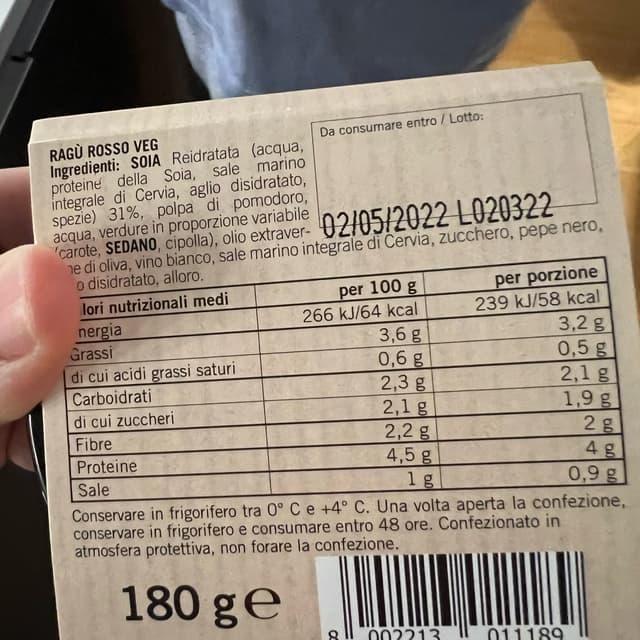 RAGÙ ROSSO VEG
Ingredienti: SOIA Reidratata (acqua,
proteine della Soia, sale marino
integrale di Cervia, aglio disidratato,
spezie) 31%, polpa di pomodoro,
acqua, verdure in proporzione variabile
(carote, SEDANO, cipolla), olio extraver-
ne di oliva, vino bianco, sale marino integrale di Cervia, zucchero, pepe nero,
o disidratato, alloro.
Da consumare entro / Lotto:
02/05/2022 L020322
lori nutrizionali medi per 100 g per porzione
nergia 266 kJ/64 kcal 239 kJ/58 kcal
Grassi 3,6 g 3,2 g
di cui acidi grassi saturi 0,6 g 0,5 g
Carboidrati 2,3 g 2,1 g
di cui zuccheri 2,1 g 1,9 g
Fibre 2,2 g 2 g
Proteine 4,5 g 4 g
Sale 1 g 0,9 g
Conservare in frigorifero tra 0° C e +4° C. Una volta aperta la confezione,
conservare in frigorifero e consumare entro 48 ore. Confezionato in
atmosfera protettiva, non forare la confezione.
180 g e
8 002213 011189